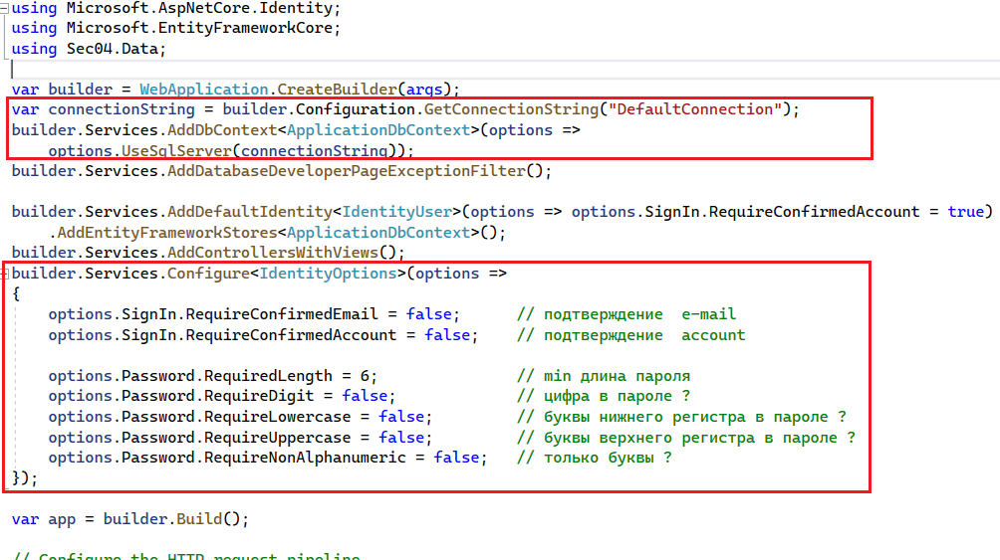 using Microsoft.AspNetCore.Identity;
using Microsoft.EntityFrameworkCore;
using Sec04.Data;

var builder = WebApplication.CreateBuilder(args);
var connectionString = builder.Configuration.GetConnectionString("DefaultConnection");
builder.Services.AddDbContext<ApplicationDbContext>(options =>
    options.UseSqlServer(connectionString));
builder.Services.AddDatabaseDeveloperPageExceptionFilter();

builder.Services.AddDefaultIdentity<IdentityUser>(options => options.SignIn.RequireConfirmedAccount = true)
    .AddEntityFrameworkStores<ApplicationDbContext>();
builder.Services.AddControllersWithViews();
builder.Services.Configure<IdentityOptions>(options =>
{
    options.SignIn.RequireConfirmedEmail = false;      // подтверждение  e-mail
    options.SignIn.RequireConfirmedAccount = false;    // подтверждение  account

    options.Password.RequiredLength = 6;               // min длина пароля
    options.Password.RequireDigit = false;             // цифра в пароле ?
    options.Password.RequireLowercase = false;         // буквы нижнего регистра в пароле ?
    options.Password.RequireUppercase = false;         // буквы верхнего регистра в пароле ?
    options.Password.RequireNonAlphanumeric = false;   // только буквы ?
});

var app = builder.Build();

// Configure the HTTP request pipeline